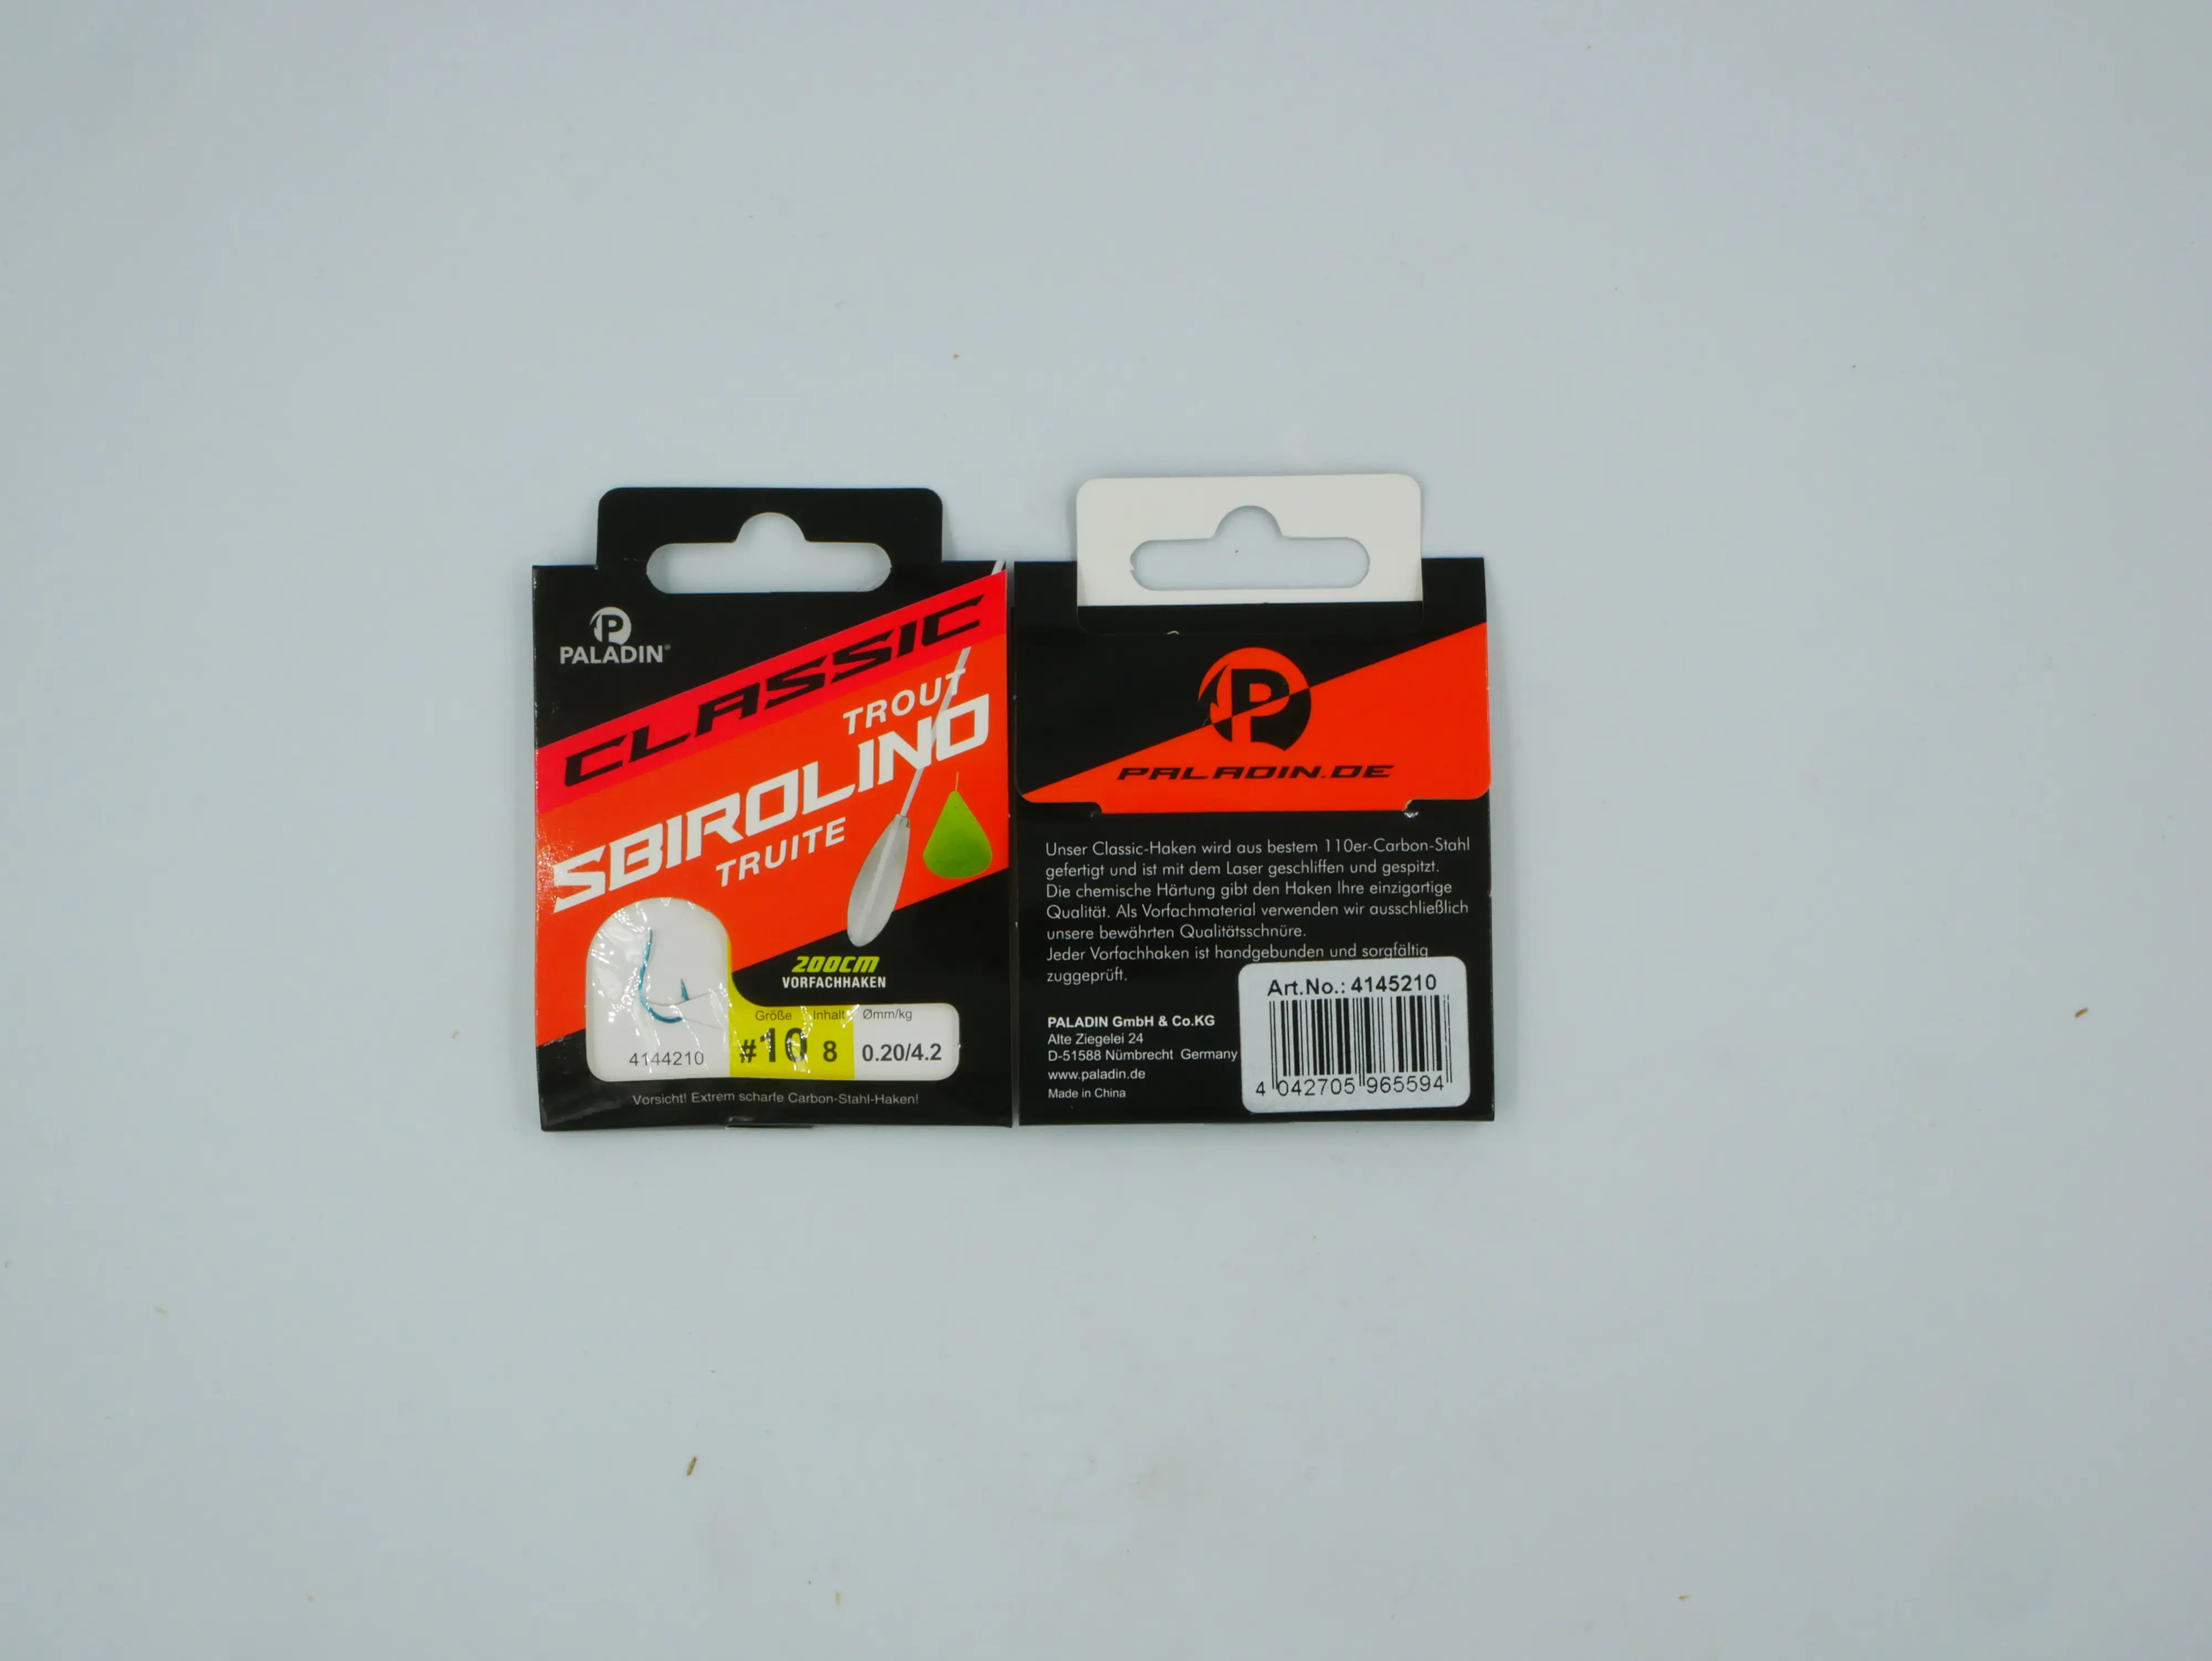 PALADIN®
CLASSIC
TROUT
SBIROLINO
TRUITE
200CM
VORFACHHAKEN
Größe Inhalt Ømm/kg
4144210 #10 8 0.20/4.2
Vorsicht! Extrem scharfe Carbon-Stahl-Haken!
P
PALADIN.DE
Unser Classic-Haken wird aus bestem 110er-Carbon-Stahl
gefertigt und ist mit dem Laser geschliffen und gespitzt.
Die chemische Härtung gibt den Haken Ihre einzigartige
Qualität. Als Vorfachmaterial verwenden wir ausschließlich
unsere bewährten Qualitätsschnüre.
Jeder Vorfachhaken ist handgebunden und sorgfältig
zuggeprüft.
PALADIN GmbH & Co.KG
Alte Ziegelei 24
D-51588 Nümbrecht Germany
www.paladin.de
Made in China
Art.No.: 4145210
4 042705 965594